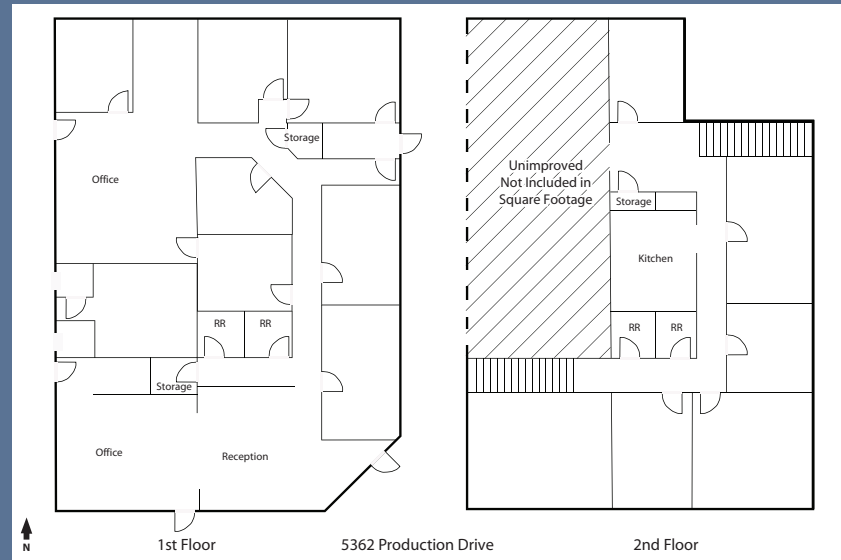 Storage
Office
RR
RR
Storage
Office
Reception
Unimproved
Not Included in
Square Footage
Storage
Kitchen
RR
RR
N
1st Floor
5362 Production Drive
2nd Floor